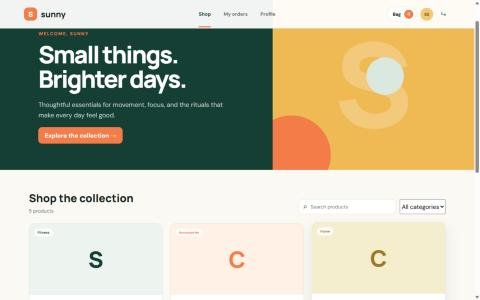 S sunny
Shop My orders Profile
Bag
WELCOME, SUNNY
Small things.
Brighter days.
Thoughtful essentials for movement, focus, and the rituals that
make every day feel good.
Explore the collection →
S
Shop the collection
5 products
Search products
All categories
Fitness
S
C
Home
C